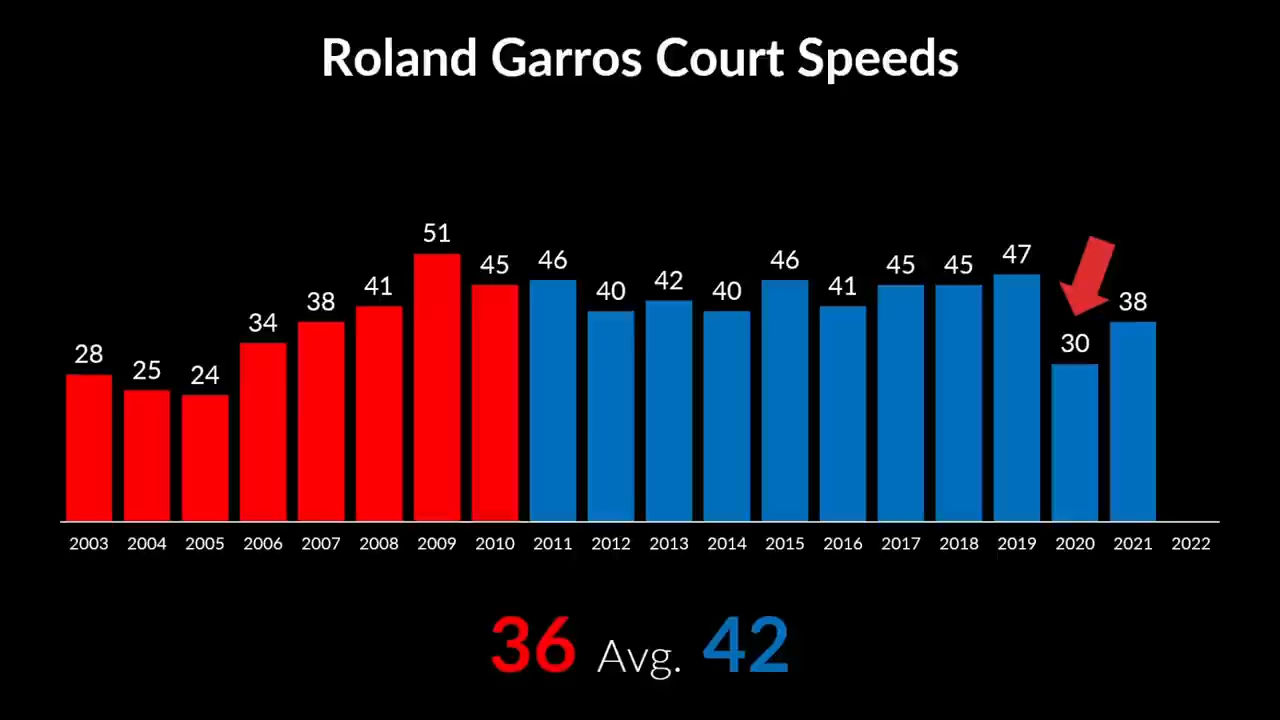 Roland Garros Court Speeds
28 25 24 34 38 41 51 45 46 40 42 40 46 41 45 45 47 30 38
2003 2004 2005 2006 2007 2008 2009 2010 2011 2012 2013 2014 2015 2016 2017 2018 2019 2020 2021 2022
36 Avg. 42